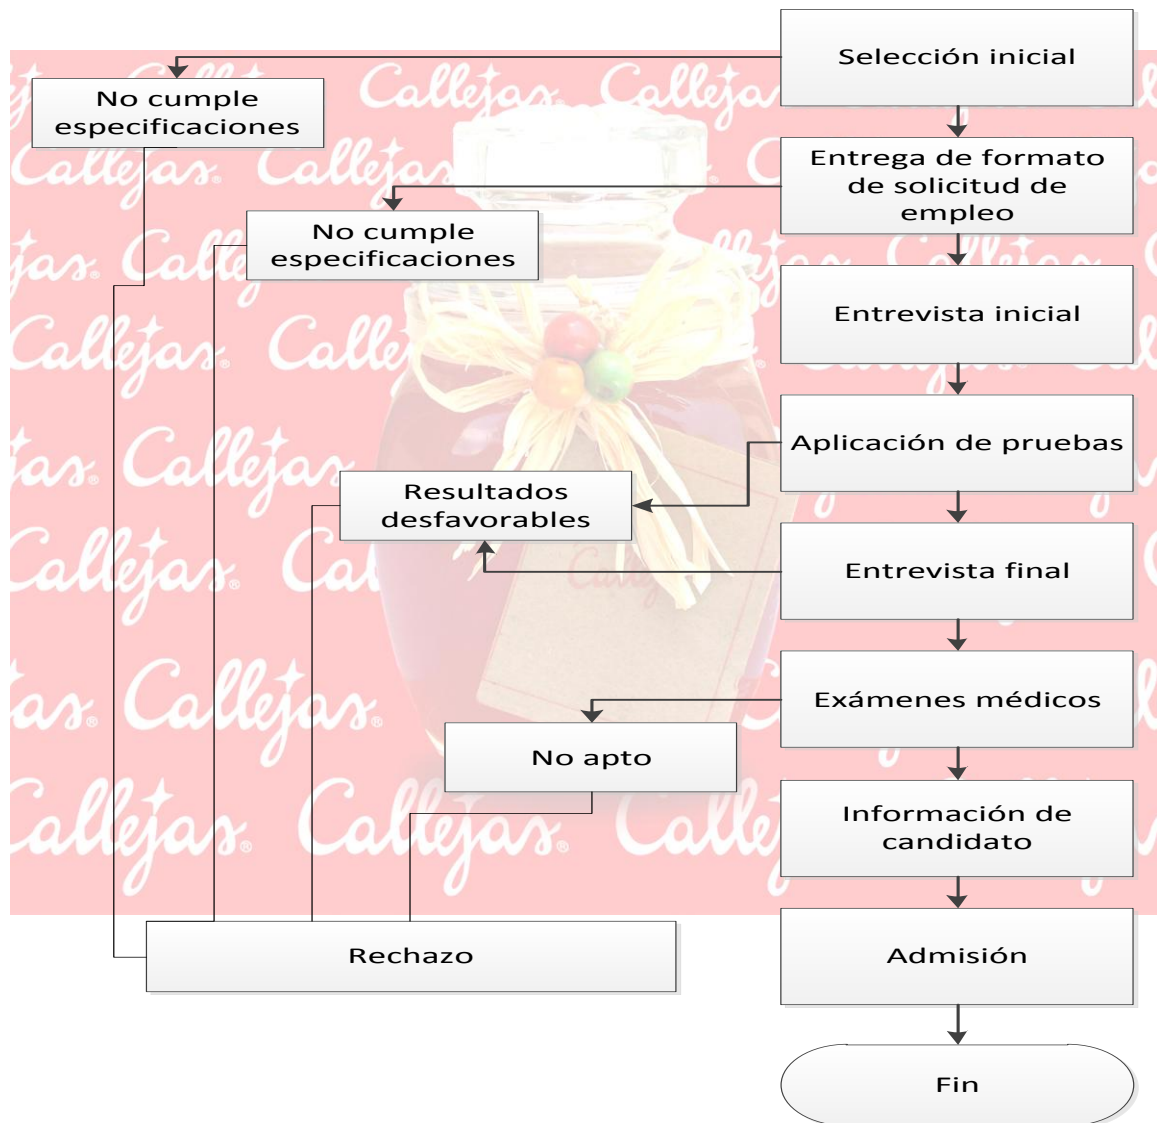 Selección inicial
No cumple
especificaciones
Entrega de formato
de solicitud de
empleo
No cumple
especificaciones
Entrevista inicial
Aplicación de pruebas
Resultados
desfavorables
Entrevista final
Exámenes médicos
No apto
Información de
candidato
Rechazo
Admisión
Fin
Callejas®